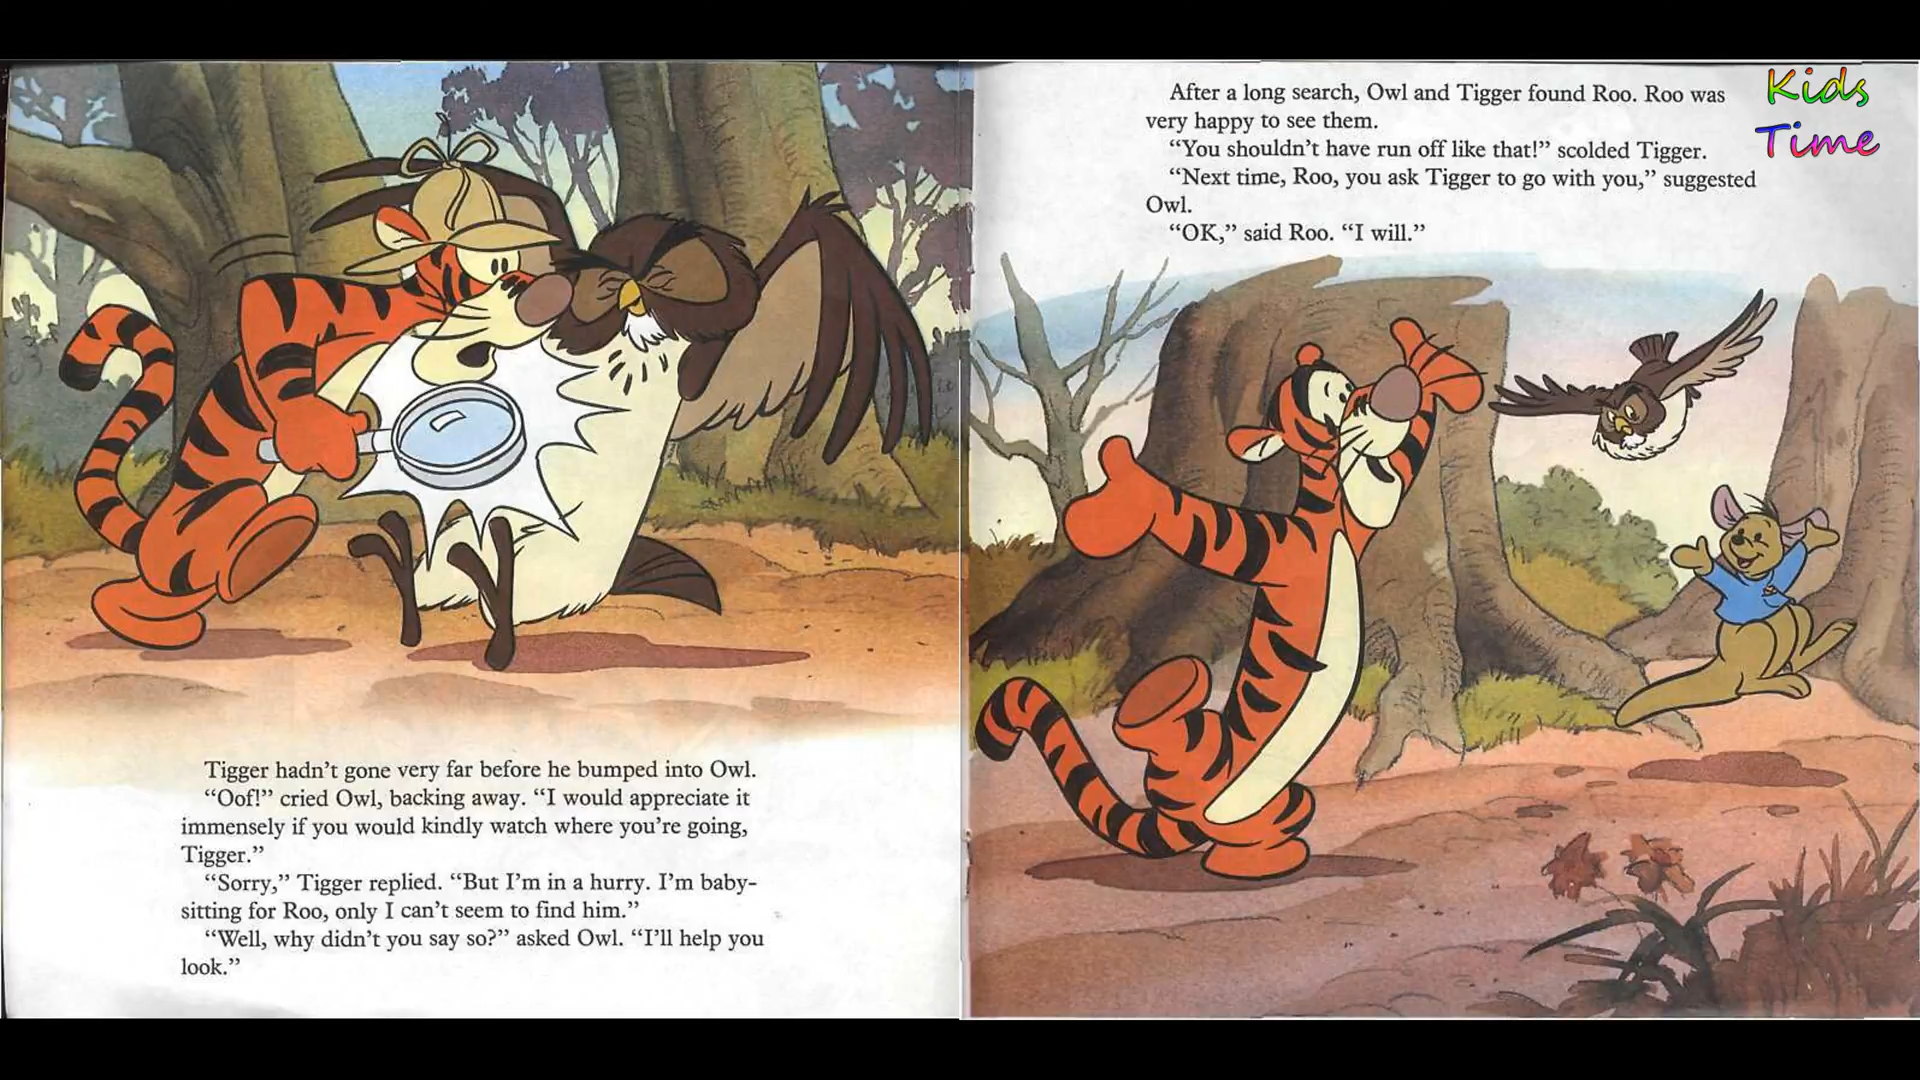 Tigger hadn't gone very far before he bumped into Owl.
“Oof!” cried Owl, backing away. “I would appreciate it
immensely if you would kindly watch where you're going,
Tigger.”
“Sorry,” Tigger replied. “But I'm in a hurry. I'm baby-
sitting for Roo, only I can't seem to find him.”
“Well, why didn't you say so?” asked Owl. “I'll help you
look.”
After a long search, Owl and Tigger found Roo. Roo was
very happy to see them.
“You shouldn't have run off like that!” scolded Tigger.
“Next time, Roo, you ask Tigger to go with you,” suggested
Owl.
“OK,” said Roo. “I will.”
Kids
Time